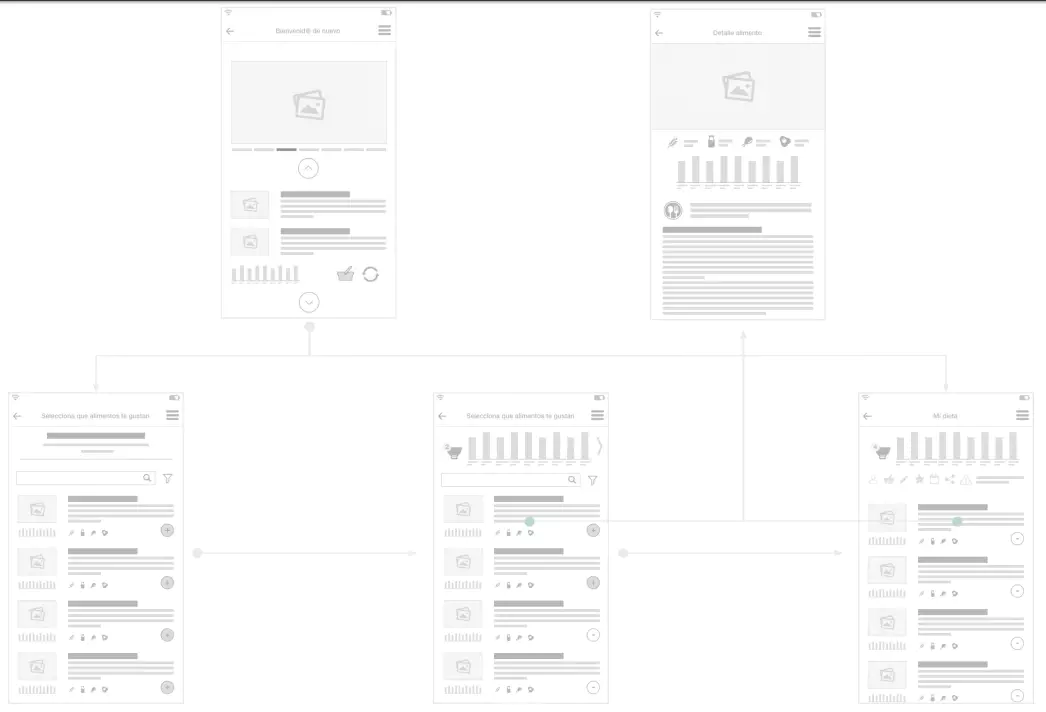 Bienvenid@ de nuevo
Detalle alimento
Selecciona que alimentos te gustan
Selecciona que alimentos te gustan
Mi dieta